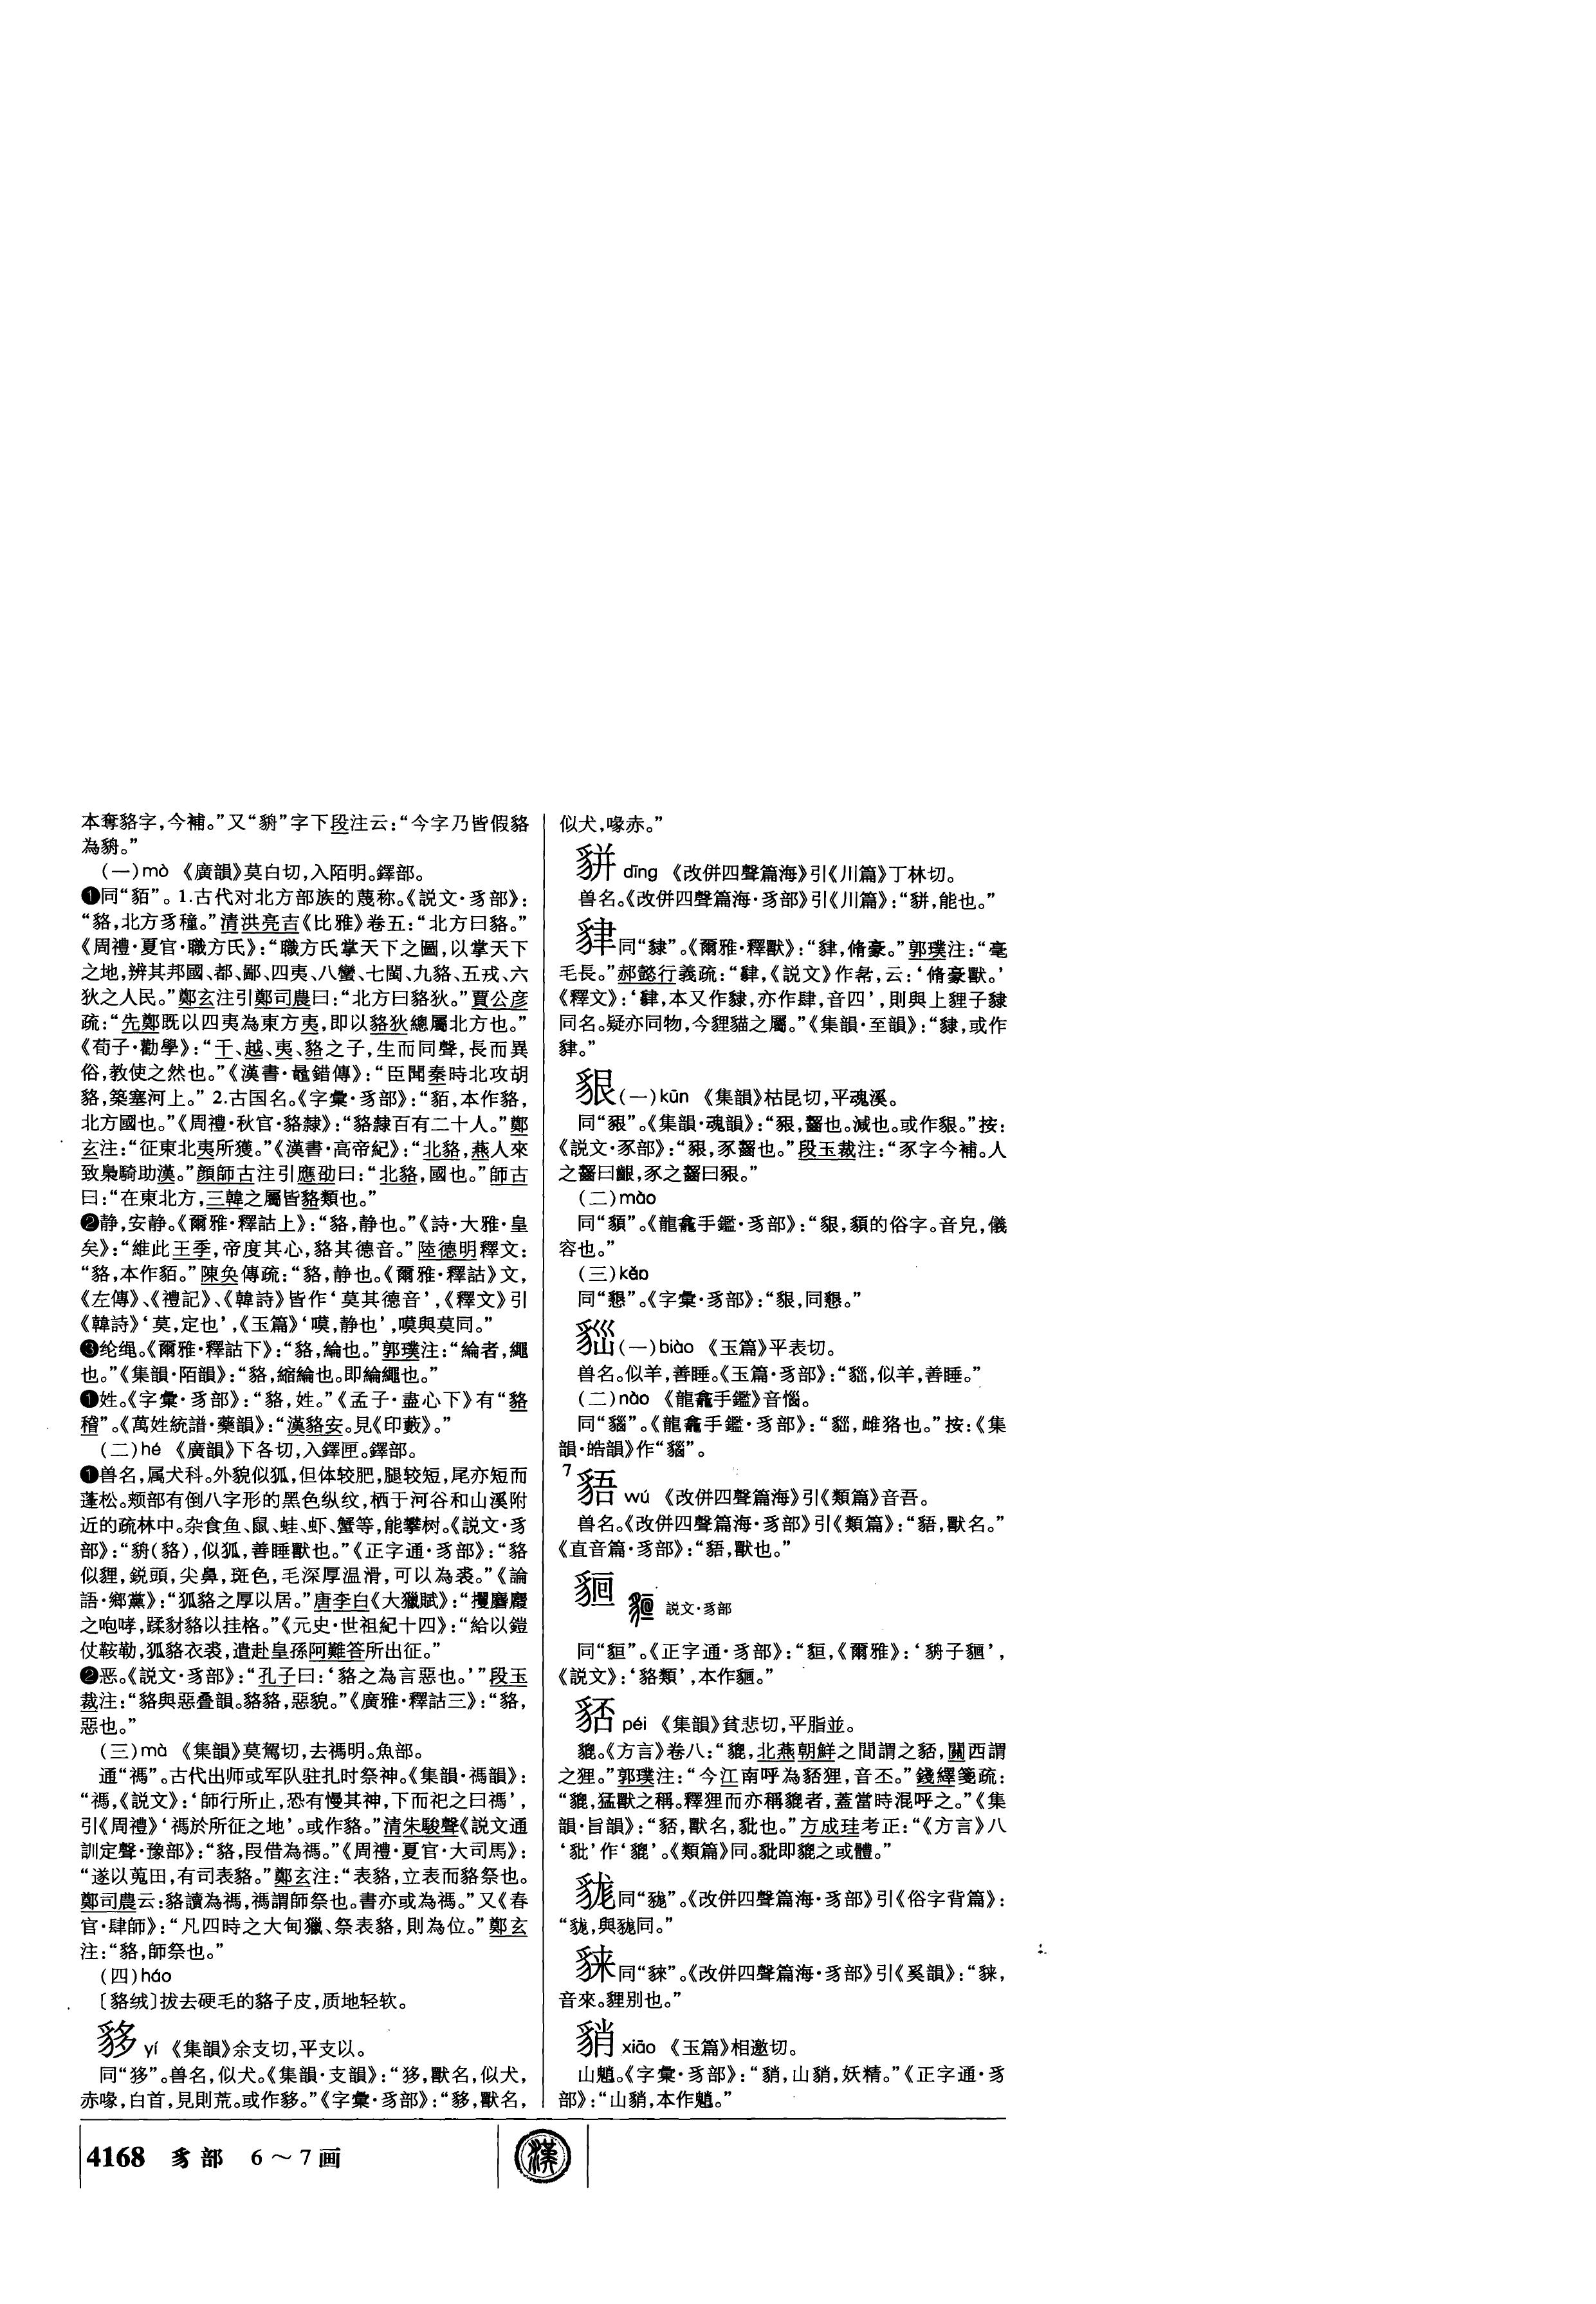 本奪貉字，今補。”又“貈”字下段注云：“今字乃皆假貉
為貈。”
（一）mò 《廣韻》莫白切，入陌明。鐸部。
❶同“貊”。1.古代对北方部族的蔑称。《説文·豸部》：
“貉，北方豸穜。”清洪亮吉《比雅》卷五：“北方曰貉。”
《周禮·夏官·職方氏》：“職方氏掌天下之圖，以掌天下
之地，辨其邦國、都、鄙、四夷、八蠻、七閩、九貉、五戎、六
狄之人民。”鄭玄注引鄭司農曰：“北方曰貉狄。”賈公彦
疏：“先鄭既以四夷為東方夷，即以貉狄總屬北方也。”
《荀子·勸學》：“干、越、夷、貉之子，生而同聲，長而異
俗，教使之然也。”《漢書·鼂錯傳》：“臣聞秦時北攻胡
貉，築塞河上。”2.古国名。《字彙·豸部》：“貊，本作貉，
北方國也。”《周禮·秋官·貉隸》：“貉隸百有二十人。”鄭
玄注：“征東北夷所獲。”《漢書·高帝紀》：“北貉，燕人來
致梟騎助漢。”顔師古注引應劭曰：“北貉，國也。”師古
曰：“在東北方，三韓之屬皆貉類也。”
❷静，安静。《爾雅·釋詁上》：“貉，静也。”《詩·大雅·皇
矣》：“維此王季，帝度其心，貉其德音。”陸德明釋文：
“貉，本作貊。”陳奂傳疏：“貉，静也。《爾雅·釋詁》文，
《左傳》、《禮記》、《韓詩》皆作‘莫其德音’，《釋文》引
《韓詩》‘莫，定也’，《玉篇》‘嗼，静也’，嗼與莫同。”
❸纶绳。《爾雅·釋詁下》：“貉，綸也。”郭璞注：“綸者，繩
也。”《集韻·陌韻》：“貉，縮綸也。即綸繩也。”
❶姓。《字彙·豸部》：“貉，姓。”《孟子·盡心下》有“貉
稽”。《萬姓統譜·藥韻》：“漢貉安。見《印藪》。”
（二）hé 《廣韻》下各切，入鐸匣。鐸部。
❶兽名，属犬科。外貌似狐，但体较肥，腿较短，尾亦短而
蓬松。颊部有倒八字形的黑色纵纹，栖于河谷和山溪附
近的疏林中。杂食鱼、鼠、蛙、虾、蟹等，能攀树。《説文·豸
部》：“貈（貉），似狐，善睡獸也。”《正字通·豸部》：“貉
似貍，鋭頭，尖鼻，斑色，毛深厚温滑，可以為裘。”《論
語·鄉黨》：“狐貉之厚以居。”唐李白《大獵賦》：“攫麏麚
之咆哮，蹂豺貉以挂格。”《元史·世祖紀十四》：“給以鎧
仗鞍勒，狐貉衣裘，遣赴皇孫阿難答所出征。”
❷恶。《説文·豸部》：“孔子曰：‘貉之為言惡也。’”段玉
裁注：“貉與惡叠韻。貉貉，惡貌。”《廣雅·釋詁三》：“貉，
惡也。”
（三）mà 《集韻》莫駕切，去禡明。魚部。
通“禡”。古代出师或军队驻扎时祭神。《集韻·禡韻》：
“禡，《説文》：‘師行所止，恐有慢其神，下而祀之曰禡’，
引《周禮》‘禡於所征之地’。或作貉。”清朱駿聲《説文通
訓定聲·豫部》：“貉，叚借為禡。”《周禮·夏官·大司馬》：
“遂以蒐田，有司表貉。”鄭玄注：“表貉，立表而貉祭也。
鄭司農云：貉讀為禡，禡謂師祭也。書亦或為禡。”又《春
官·肆師》：“凡四時之大甸獵、祭表貉，則為位。”鄭玄
注：“貉，師祭也。”
（四）háo
〔貉绒〕拔去硬毛的貉子皮，质地轻软。
䝯 yí 《集韻》余支切，平支以。
同“狏”。兽名，似犬。《集韻·支韻》：“，獸名，似犬，
赤喙，白首，見則荒。或作䝯。”《字彙·豸部》：“䝯，獸名，
似犬，喙赤。”
dīng 《改併四聲篇海》引《川篇》丁林切。
兽名。《改併四聲篇海·豸部》引《川篇》：“，能也。”
同“貄”。《爾雅·釋獸》：“貄，脩豪。”郭璞注：“毫
毛長。”郝懿行義疏：“，《説文》作，云：‘脩豪獸。’
《釋文》：‘，本又作，亦作肆，音四’，則與上貍子
同名。疑亦同物，今貍貓之屬。”《集韻·至韻》：“，或作
。”
貇（一）kūn 《集韻》枯昆切，平魂溪。
同“豤”。《集韻·魂韻》：“豤，齧也。減也。或作貇。”按：
《説文·豕部》：“豤，豕齧也。”段玉裁注：“豕字今補。人
之齧曰齦，豕之齧曰豤。”
（二）mào
同“䫉”。《龍龕手鑑·豸部》：“貇，䫉的俗字。音皃，儀
容也。”
（三）kěn
同“懇”。《字彙·豸部》：“貇，同懇。”
（一）biào 《玉篇》平表切。
兽名。似羊，善睡。《玉篇·豸部》：“，似羊，善睡。”
（二）nǎo 《龍龕手鑑》音惱。
同“”。《龍龕手鑑·豸部》：“，雌狢也。”按：《集
韻·皓韻》作“”。
7
wú 《改併四聲篇海》引《類篇》音吾。
兽名。《改併四聲篇海·豸部》引《類篇》：“，獸名。”
《直音篇·豸部》：“，獸也。”
説文·豸部
同“貆”。《正字通·豸部》：“貆，《爾雅》：‘貈子’，
《説文》：‘貉類’，本作。”
䝙 péi 《集韻》貧悲切，平脂並。
貔。《方言》卷八：“貔，北燕朝鮮之間謂之，關西謂
之狸。”郭璞注：“今江南呼為狸，音丕。”錢繹箋疏：
“貔，猛獸之稱。釋狸而亦稱貔者，蓋當時混呼之。”《集
韻·旨韻》：“，獸名，豼也。”方成珪考正：“《方言》八
‘豼’作‘貔’。《類篇》同。豼即貔之或體。”
同“”。《改併四聲篇海·豸部》引《俗字背篇》：
“，與同。”
同“”。《改併四聲篇海·豸部》引《奚韻》：“，
音來。貍别也。”
xiāo 《玉篇》相邀切。
山魈。《字彙·豸部》：“，山，妖精。”《正字通·豸
部》：“山，本作魈。”
4168 豸部 6～7画
漢